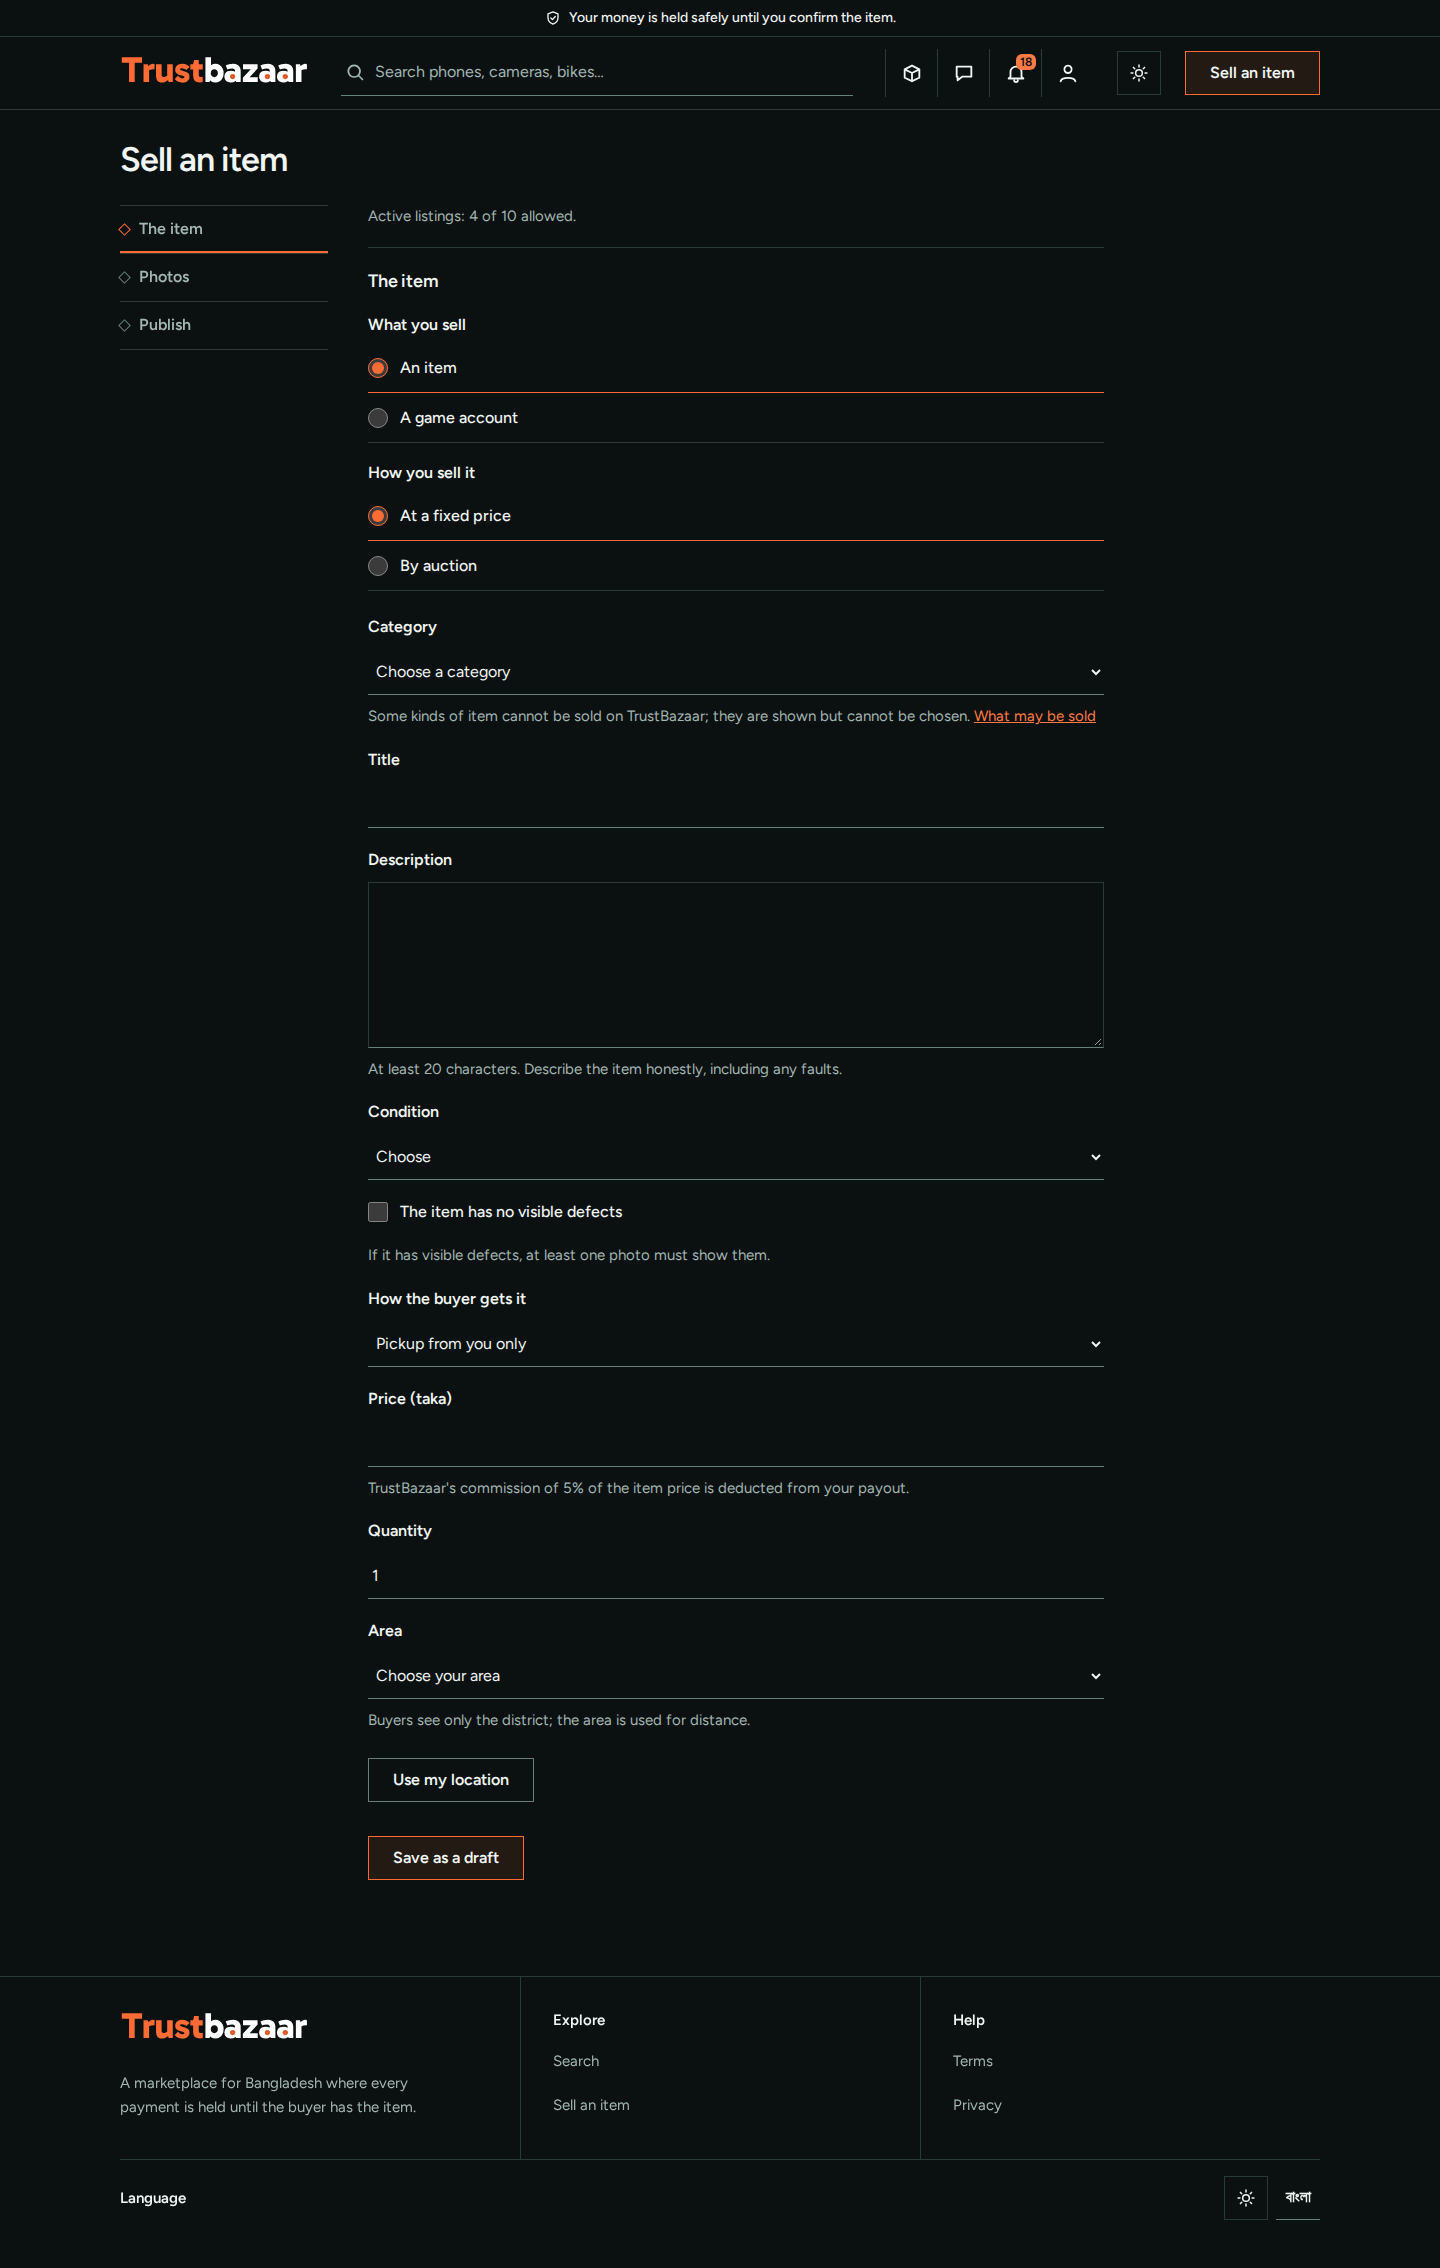 Your money is held safely until you confirm the item.
Trustbazaar
Search phones, cameras, bikes...
18
Sell an item
Sell an item
The item
Photos
Publish
Active listings: 4 of 10 allowed.
The item
What you sell
An item
A game account
How you sell it
At a fixed price
By auction
Category
Choose a category
Some kinds of item cannot be sold on TrustBazaar; they are shown but cannot be chosen. What may be sold
Title
Description
At least 20 characters. Describe the item honestly, including any faults.
Condition
Choose
The item has no visible defects
If it has visible defects, at least one photo must show them.
How the buyer gets it
Pickup from you only
Price (taka)
TrustBazaar's commission of 5% of the item price is deducted from your payout.
Quantity
1
Area
Choose your area
Buyers see only the district; the area is used for distance.
Use my location
Save as a draft
Trustbazaar
A marketplace for Bangladesh where every
payment is held until the buyer has the item.
Explore
Search
Sell an item
Help
Terms
Privacy
Language
বাংলা